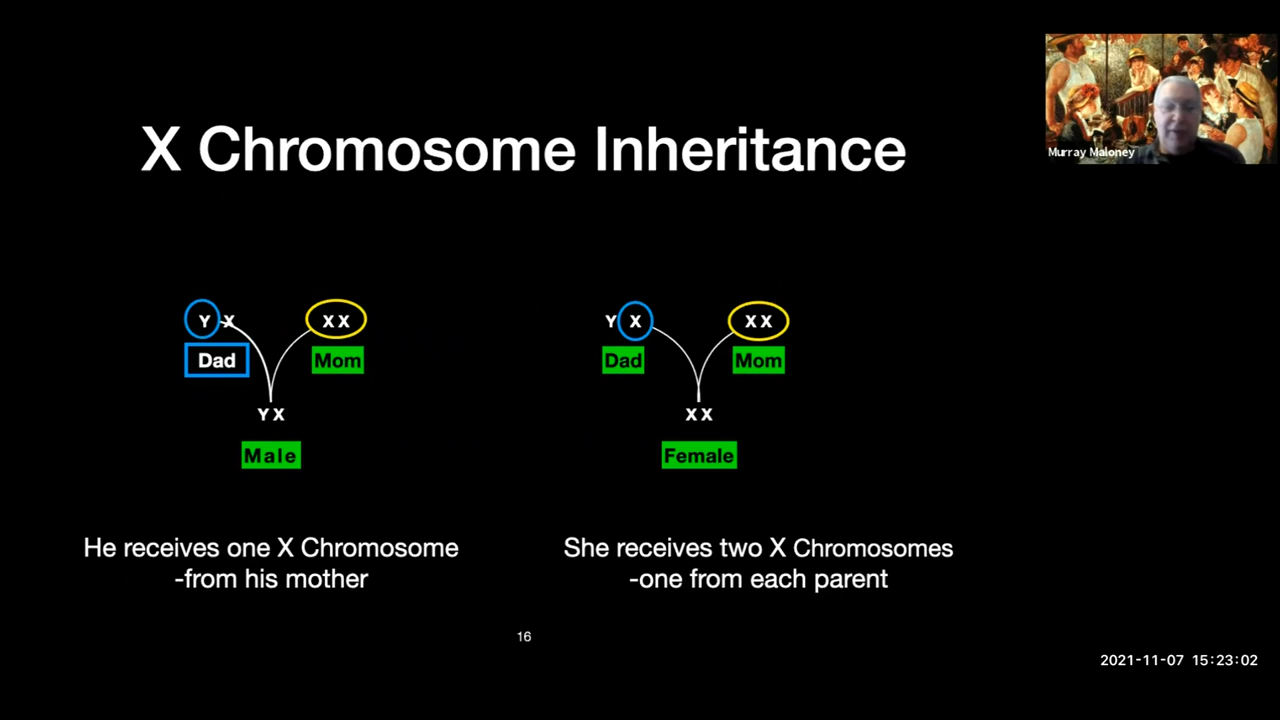 X Chromosome Inheritance
Murray Maloney
Y X
X X
Y X
X X
Dad
Mom
Dad
Mom
Y X
X X
Male
Female
He receives one X Chromosome
-from his mother
She receives two X Chromosomes
-one from each parent
16
2021-11-07 15:23:02